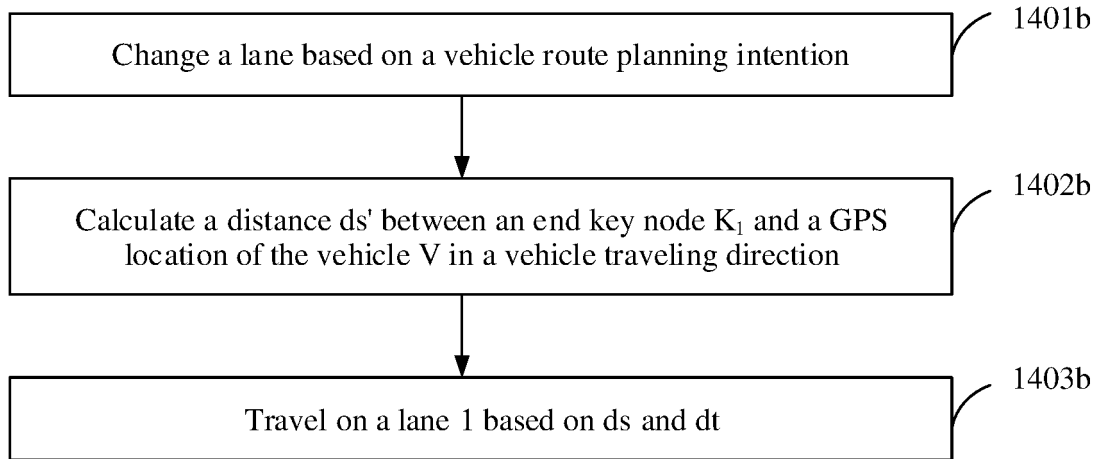 1401b
Change a lane based on a vehicle route planning intention
1402b
Calculate a distance ds' between an end key node K₁ and a GPS
location of the vehicle V in a vehicle traveling direction
1403b
Travel on a lane 1 based on ds and dt